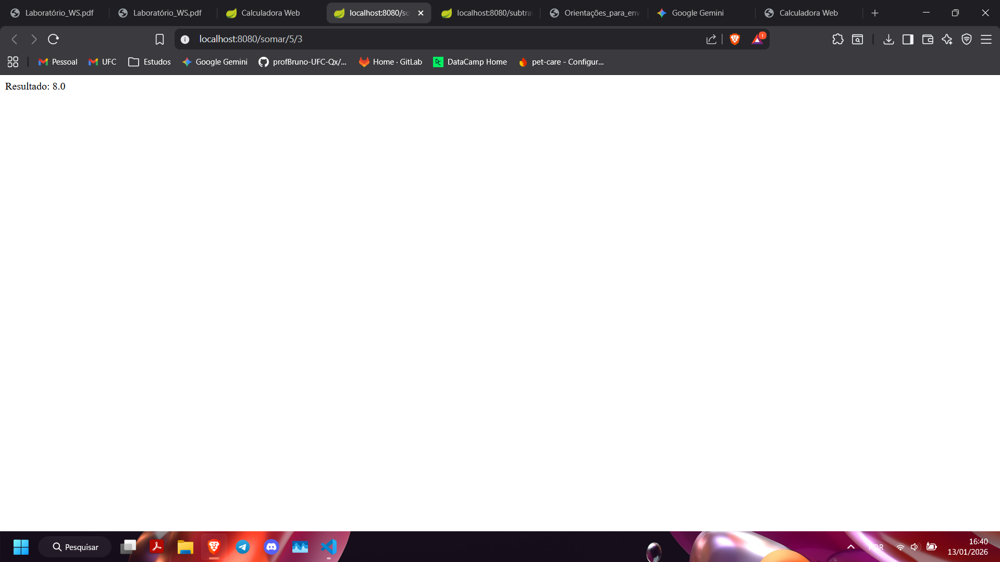 Laboratório_WS.pdf
Laboratório_WS.pdf
Calculadora Web
localhost:8080/so
localhost:8080/subtra
Orientações_para_env
Google Gemini
Calculadora Web
localhost:8080/somar/5/3
1
Pessoal
UFC
Estudos
Google Gemini
profBruno-UFC-Qx/...
Home · GitLab
DataCamp Home
pet-care - Configur...
Resultado: 8.0
Pesquisar
POR
16:40
13/01/2026